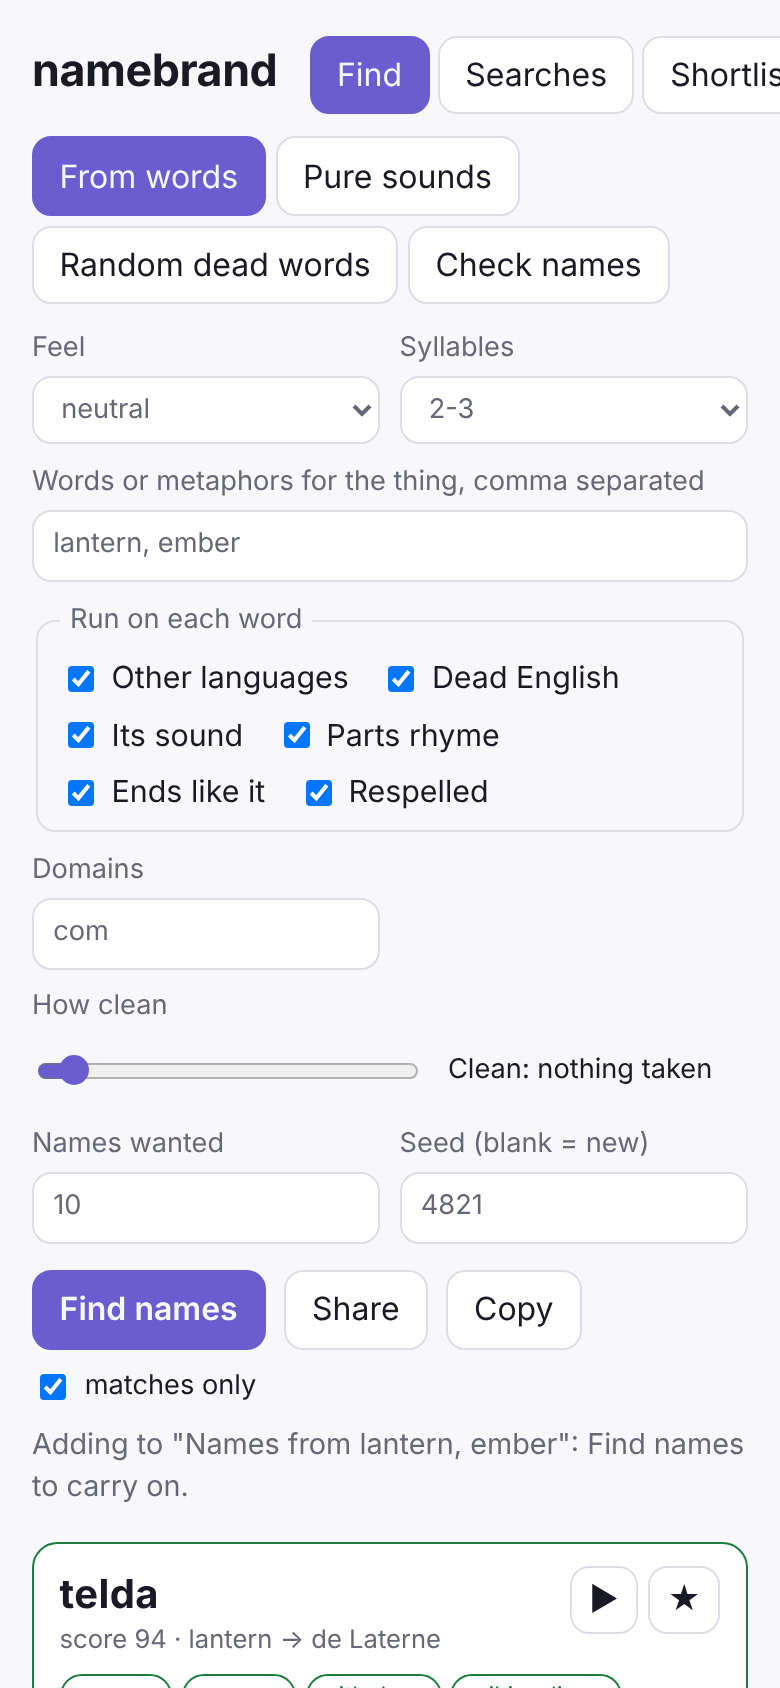 namebrand Find Searches
From words Pure sounds
Random dead words Check names
Feel Syllables
neutral 2-3
Words or metaphors for the thing, comma separated
lantern, ember
Run on each word
Other languages Dead English
Its sound Parts rhyme
Ends like it Respelled
Domains
com
How clean
Clean: nothing taken
Names wanted Seed (blank = new)
10 4821
Find names Share Copy
matches only
Adding to "Names from lantern, ember": Find names
to carry on.
telda
score 94 · lantern → de Laterne